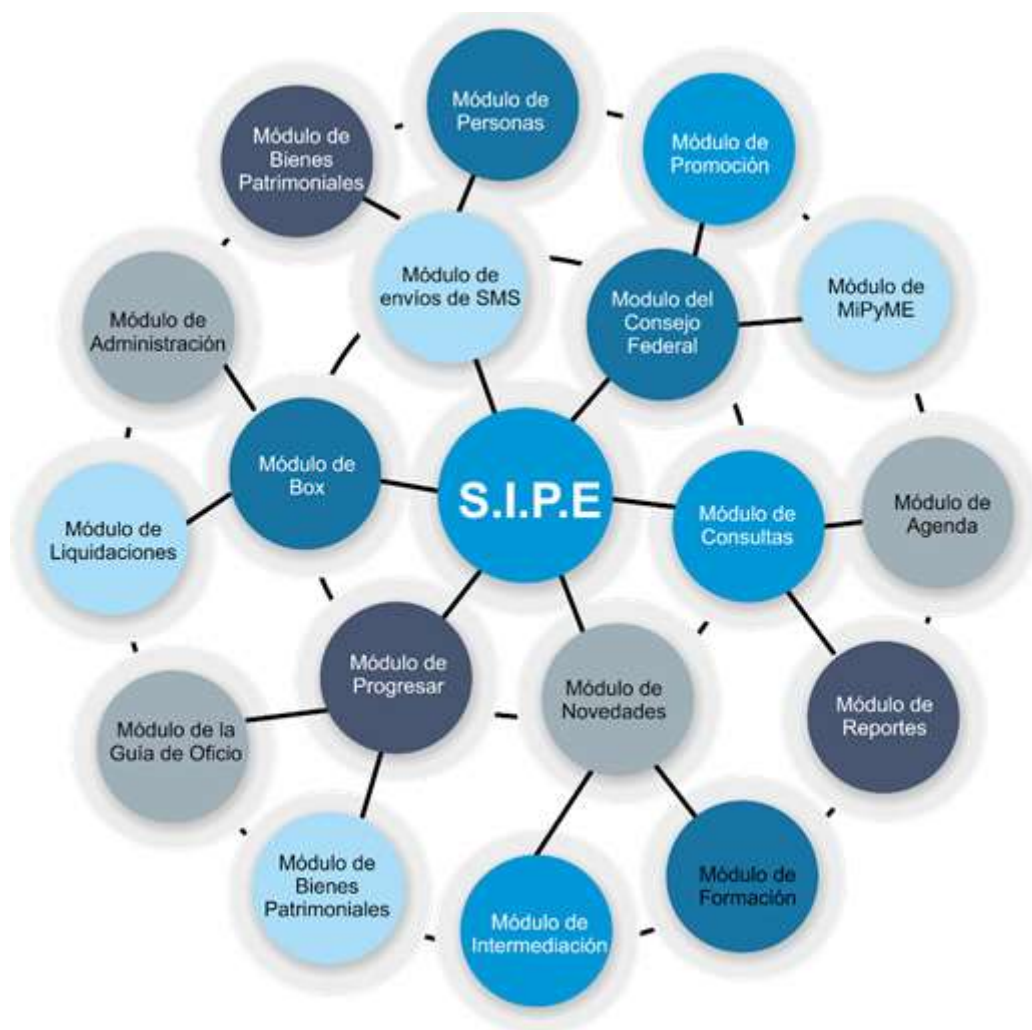 Módulo de
Personas
Módulo de
Bienes
Patrimoniales
Módulo de
Promoción
Módulo de
envíos de SMS
Modulo del
Consejo
Federal
Módulo de
MiPyME
Módulo de
Administración
Módulo de
Box
S.I.P.E
Módulo de
Consultas
Módulo de
Agenda
Módulo de
Liquidaciones
Módulo de
Progresar
Módulo de
Novedades
Módulo de
Reportes
Módulo de la
Guía de Oficio
Módulo de
Bienes
Patrimoniales
Módulo de
Intermediación
Módulo de
Formación